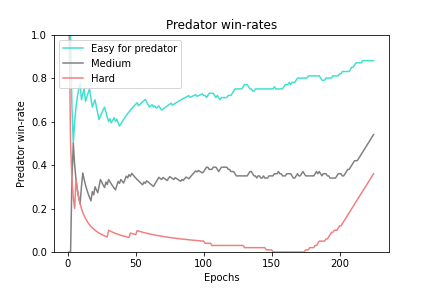 Predator win-rates
Predator win-rate
1.0
0.8
0.6
0.4
0.2
0.0
Easy for predator
Medium
Hard
0 50 100 150 200
Epochs